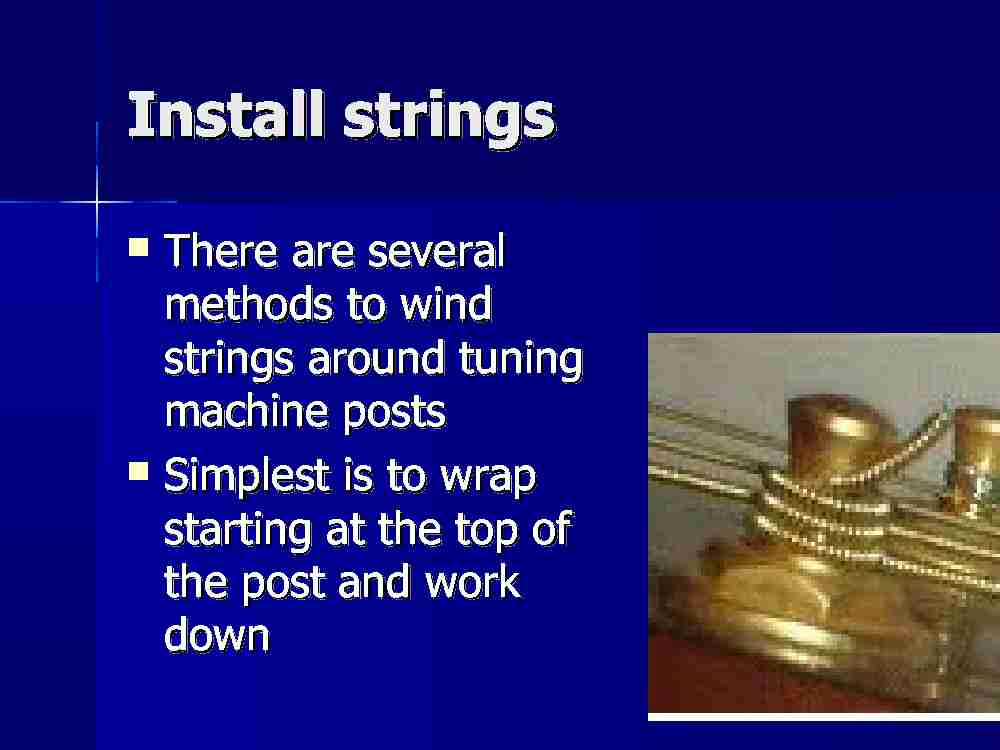 Install strings
There are several
methods to wind
strings around tuning
machine posts
Simplest is to wrap
starting at the top of
the post and work
down